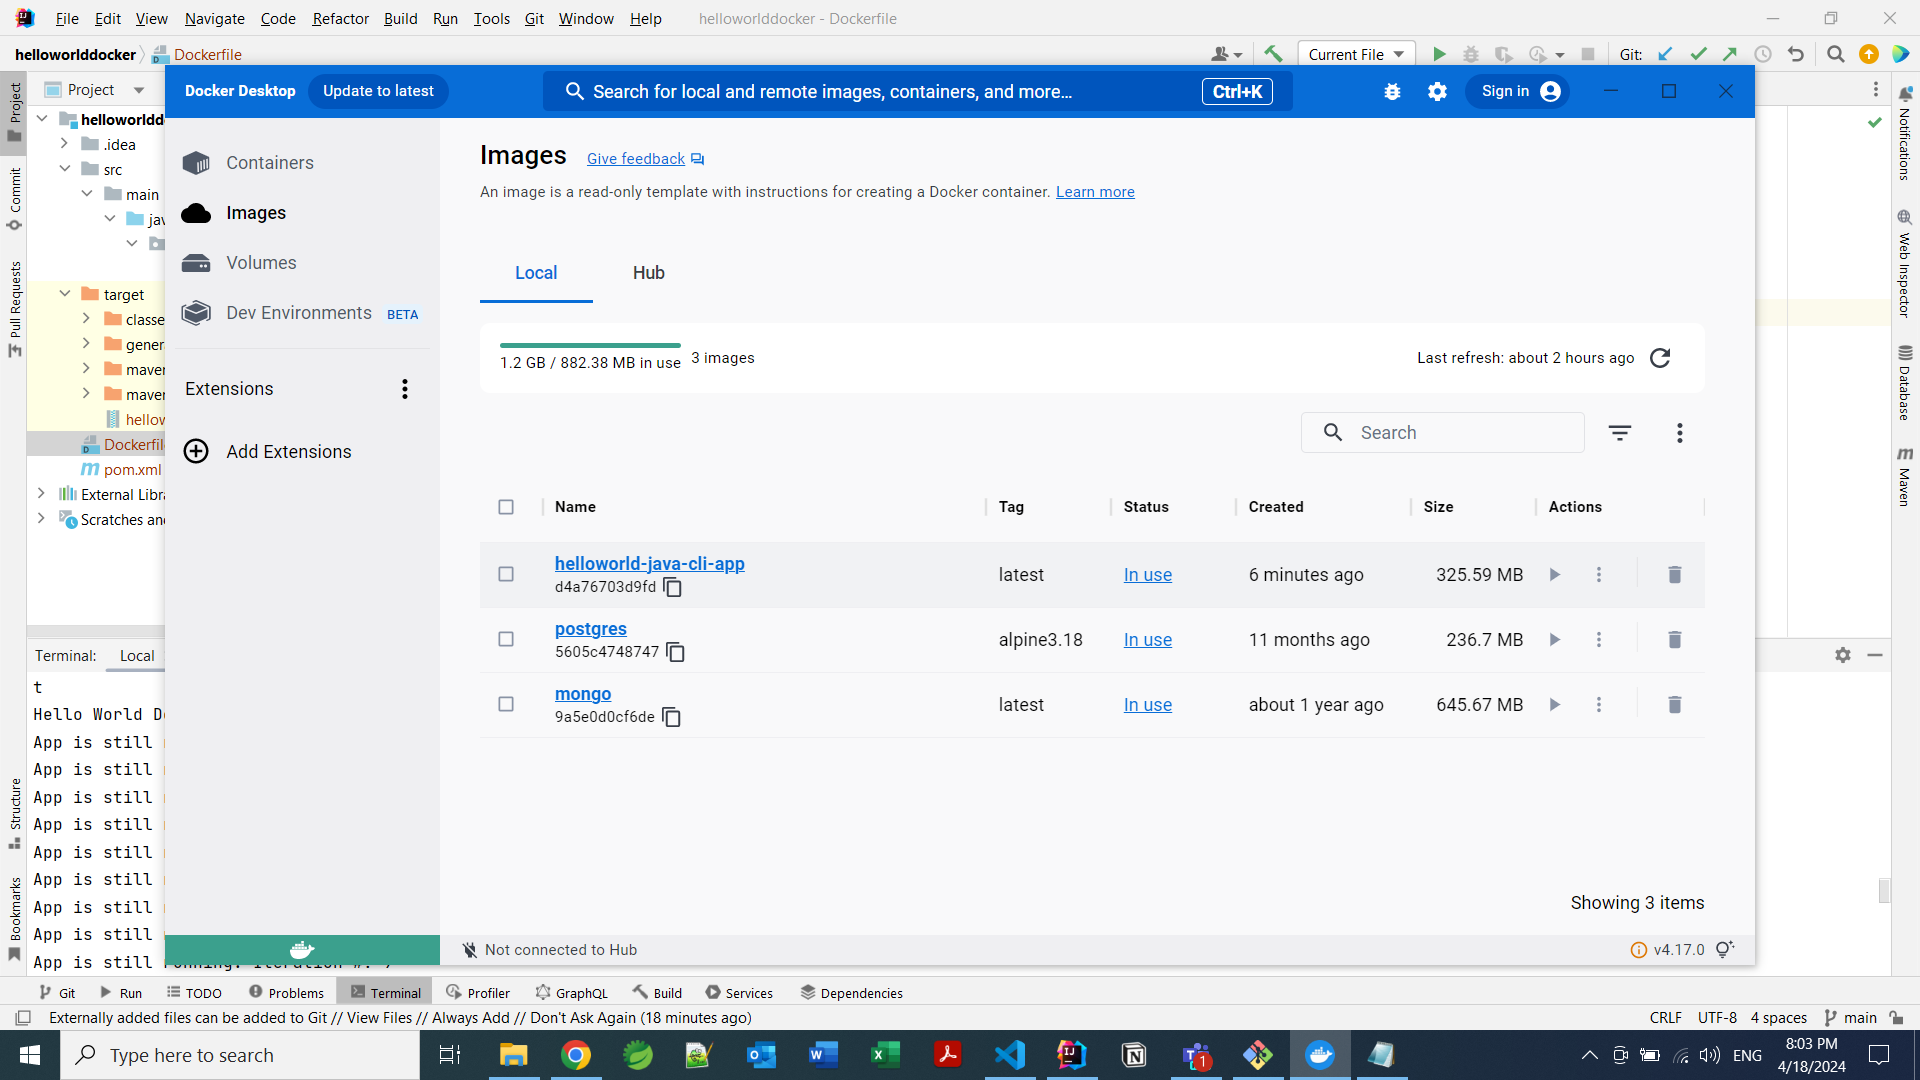 File Edit View Navigate Code Refactor Build Run Tools Git Window Help helloworlddocker - Dockerfile
helloworlddocker Dockerfile Current File Git:
Project
Commit
Pull Requests
Structure
Bookmarks
Project
helloworldd
.idea
src
main
jav
target
classe
gener
maven
maven
hellow
Dockerfil
pom.xml
External Libra
Scratches and
Docker Desktop Update to latest Search for local and remote images, containers, and more... Ctrl+K Sign in
Containers
Images
Volumes
Dev Environments BETA
Extensions
Add Extensions
Images Give feedback
An image is a read-only template with instructions for creating a Docker container. Learn more
Local Hub
1.2 GB / 882.38 MB in use 3 images Last refresh: about 2 hours ago
Search
Name Tag Status Created Size Actions
helloworld-java-cli-app
d4a76703d9fd latest In use 6 minutes ago 325.59 MB
postgres
5605c4748747 alpine3.18 In use 11 months ago 236.7 MB
mongo
9a5e0d0cf6de latest In use about 1 year ago 645.67 MB
Showing 3 items
Not connected to Hub v4.17.0
Notifications
Web Inspector
Database
Maven
Terminal: Local
t
Hello World D
App is still
App is still
App is still
App is still
App is still
App is still
App is still
App is still
App is still
Git Run TODO Problems Terminal Profiler GraphQL Build Services Dependencies
Externally added files can be added to Git // View Files // Always Add // Don't Ask Again (18 minutes ago) CRLF UTF-8 4 spaces main
Type here to search 1 ENG 8:03 PM
4/18/2024